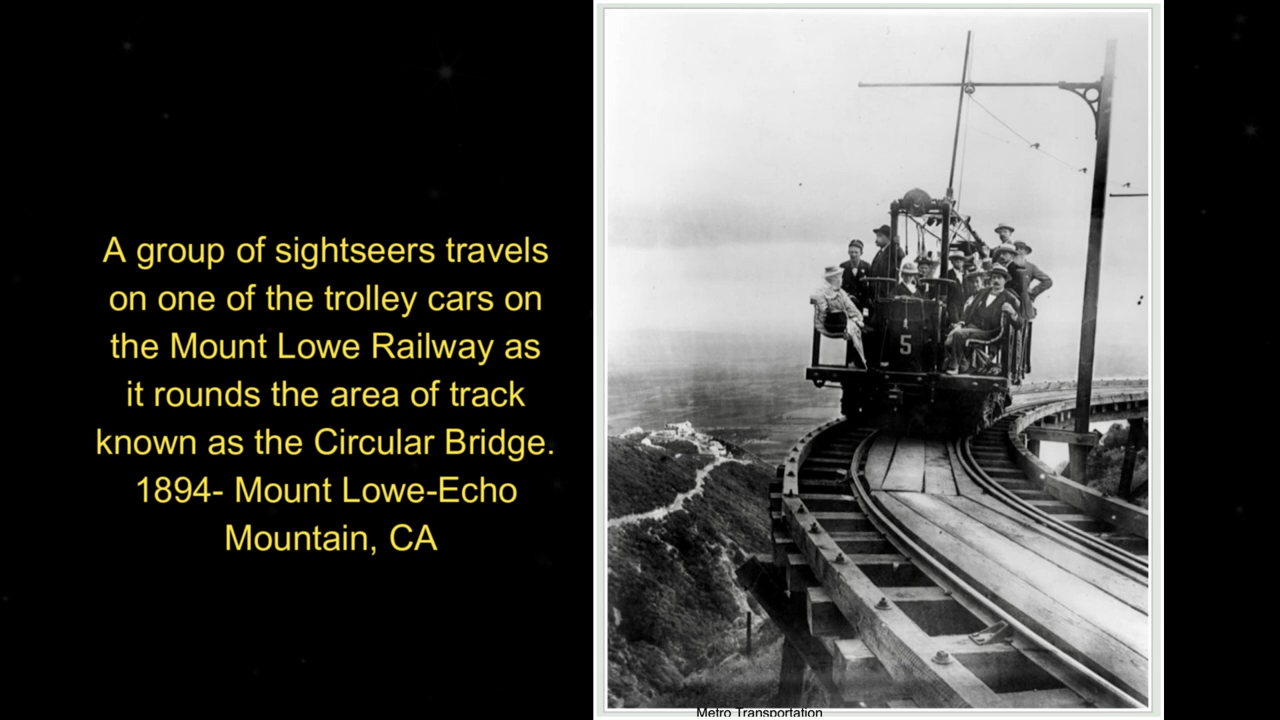 A group of sightseers travels
on one of the trolley cars on
the Mount Lowe Railway as
it rounds the area of track
known as the Circular Bridge.
1894- Mount Lowe-Echo
Mountain, CA
5
Metro Transportation